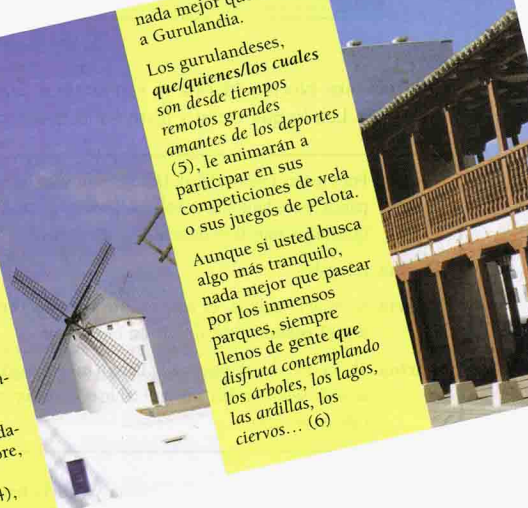 nada mejor
a Gurulandia.
Los gurulandeses,
que/quienes/los cuales
son desde tiempos
remotos grandes
amantes de los deportes
(5), le animarán a
participar en sus
competiciones de vela
o sus juegos de pelota.
Aunque si usted busca
algo más tranquilo,
nada mejor que pasear
por los inmensos
parques, siempre
llenos de gente que
disfruta contemplando
los árboles, los lagos,
las ardillas, los
ciervos... (6)